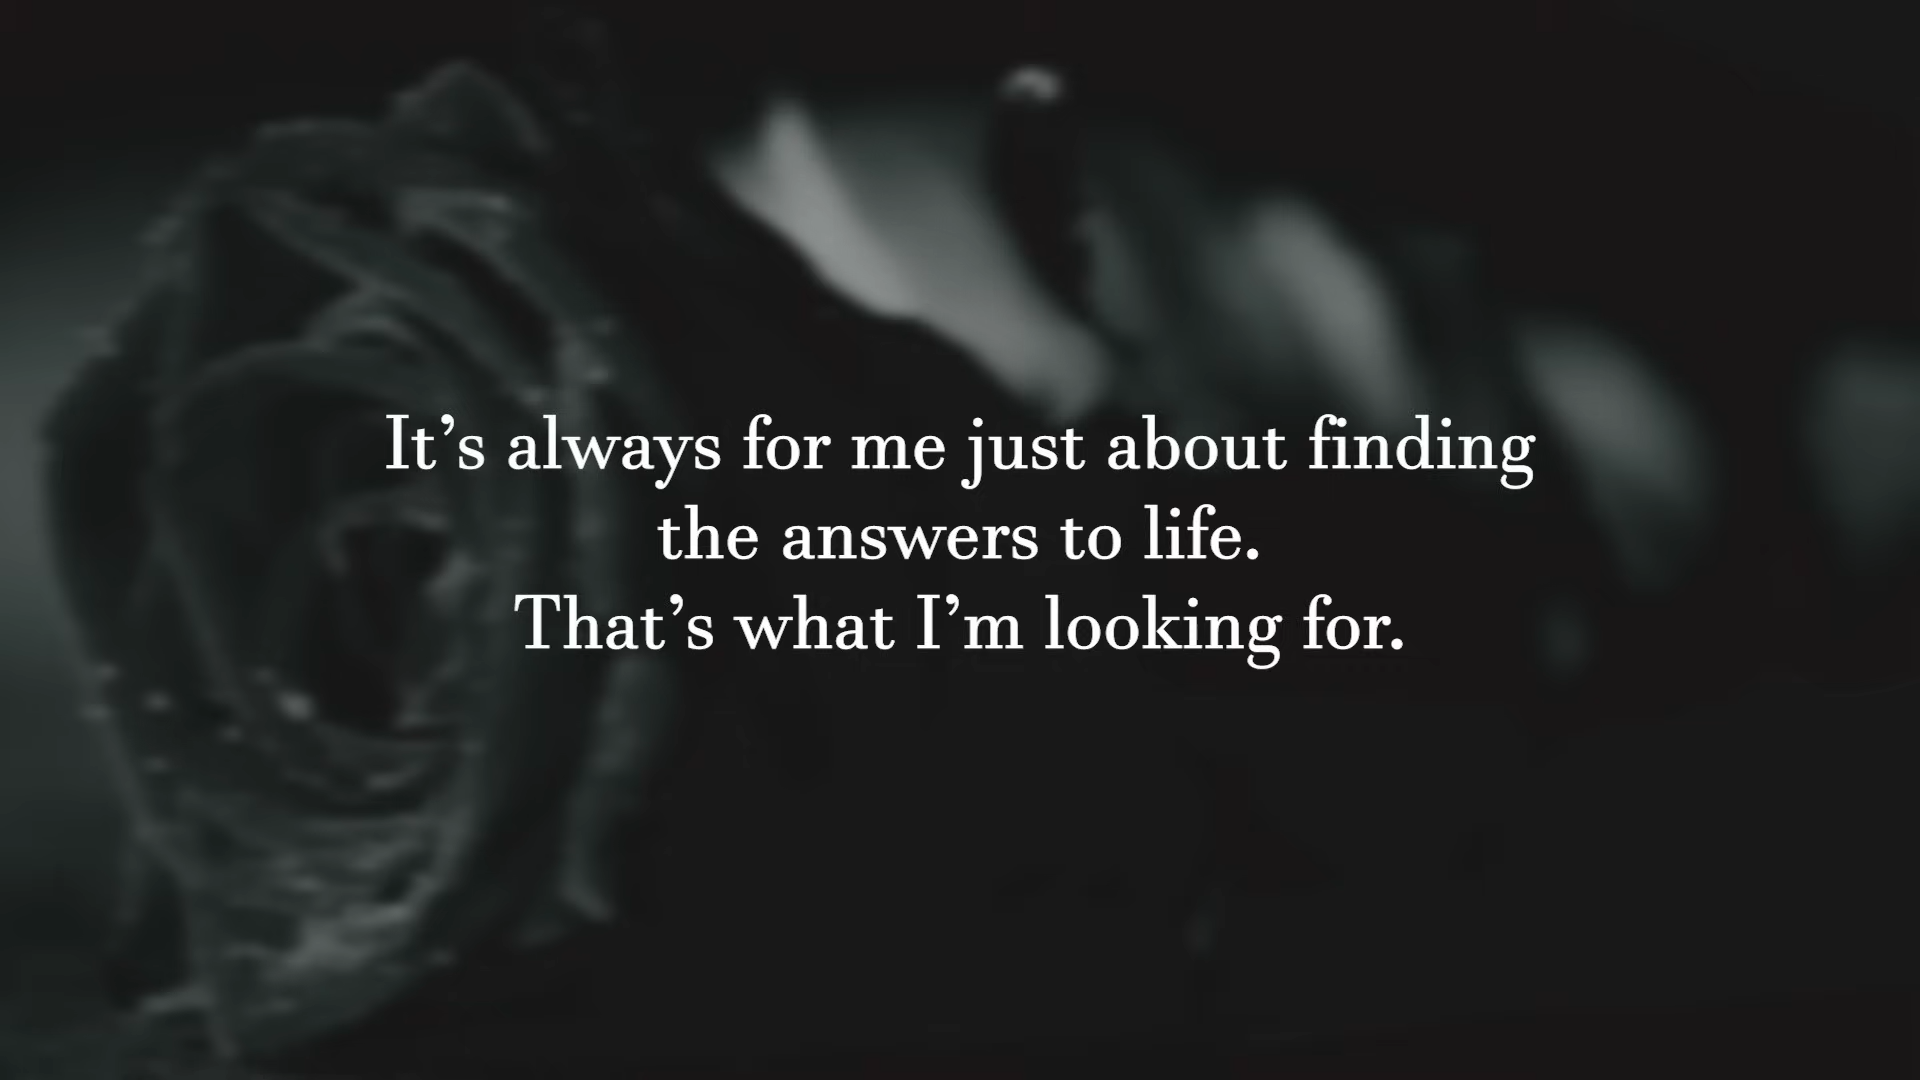 It’s always for me just about finding
the answers to life.
That’s what I’m looking for.